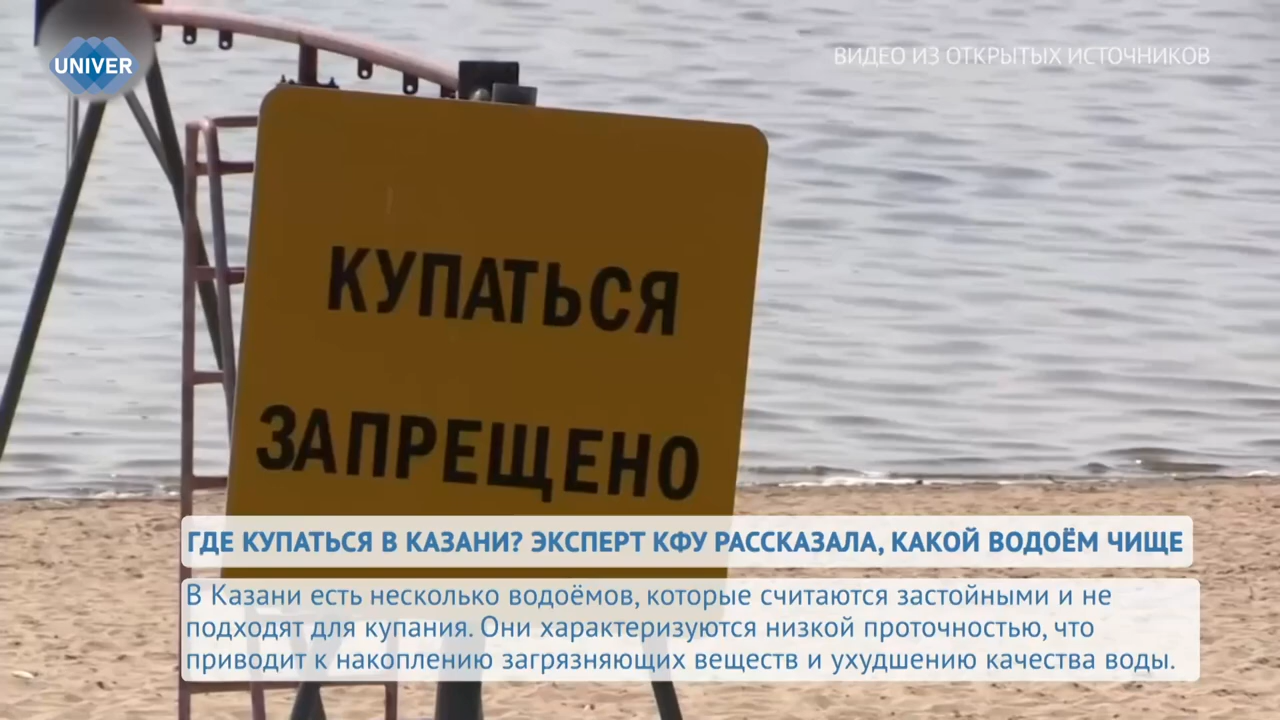 UNIVER
ВИДЕО ИЗ ОТКРЫТЫХ ИСТОЧНИКОВ
КУПАТЬСЯ
ЗАПРЕЩЕНО
ГДЕ КУПАТЬСЯ В КАЗАНИ? ЭКСПЕРТ КФУ РАССКАЗАЛА, КАКОЙ ВОДОЁМ ЧИЩЕ
В Казани есть несколько водоёмов, которые считаются застойными и не
подходят для купания. Они характеризуются низкой проточностью, что
приводит к накоплению загрязняющих веществ и ухудшению качества воды.